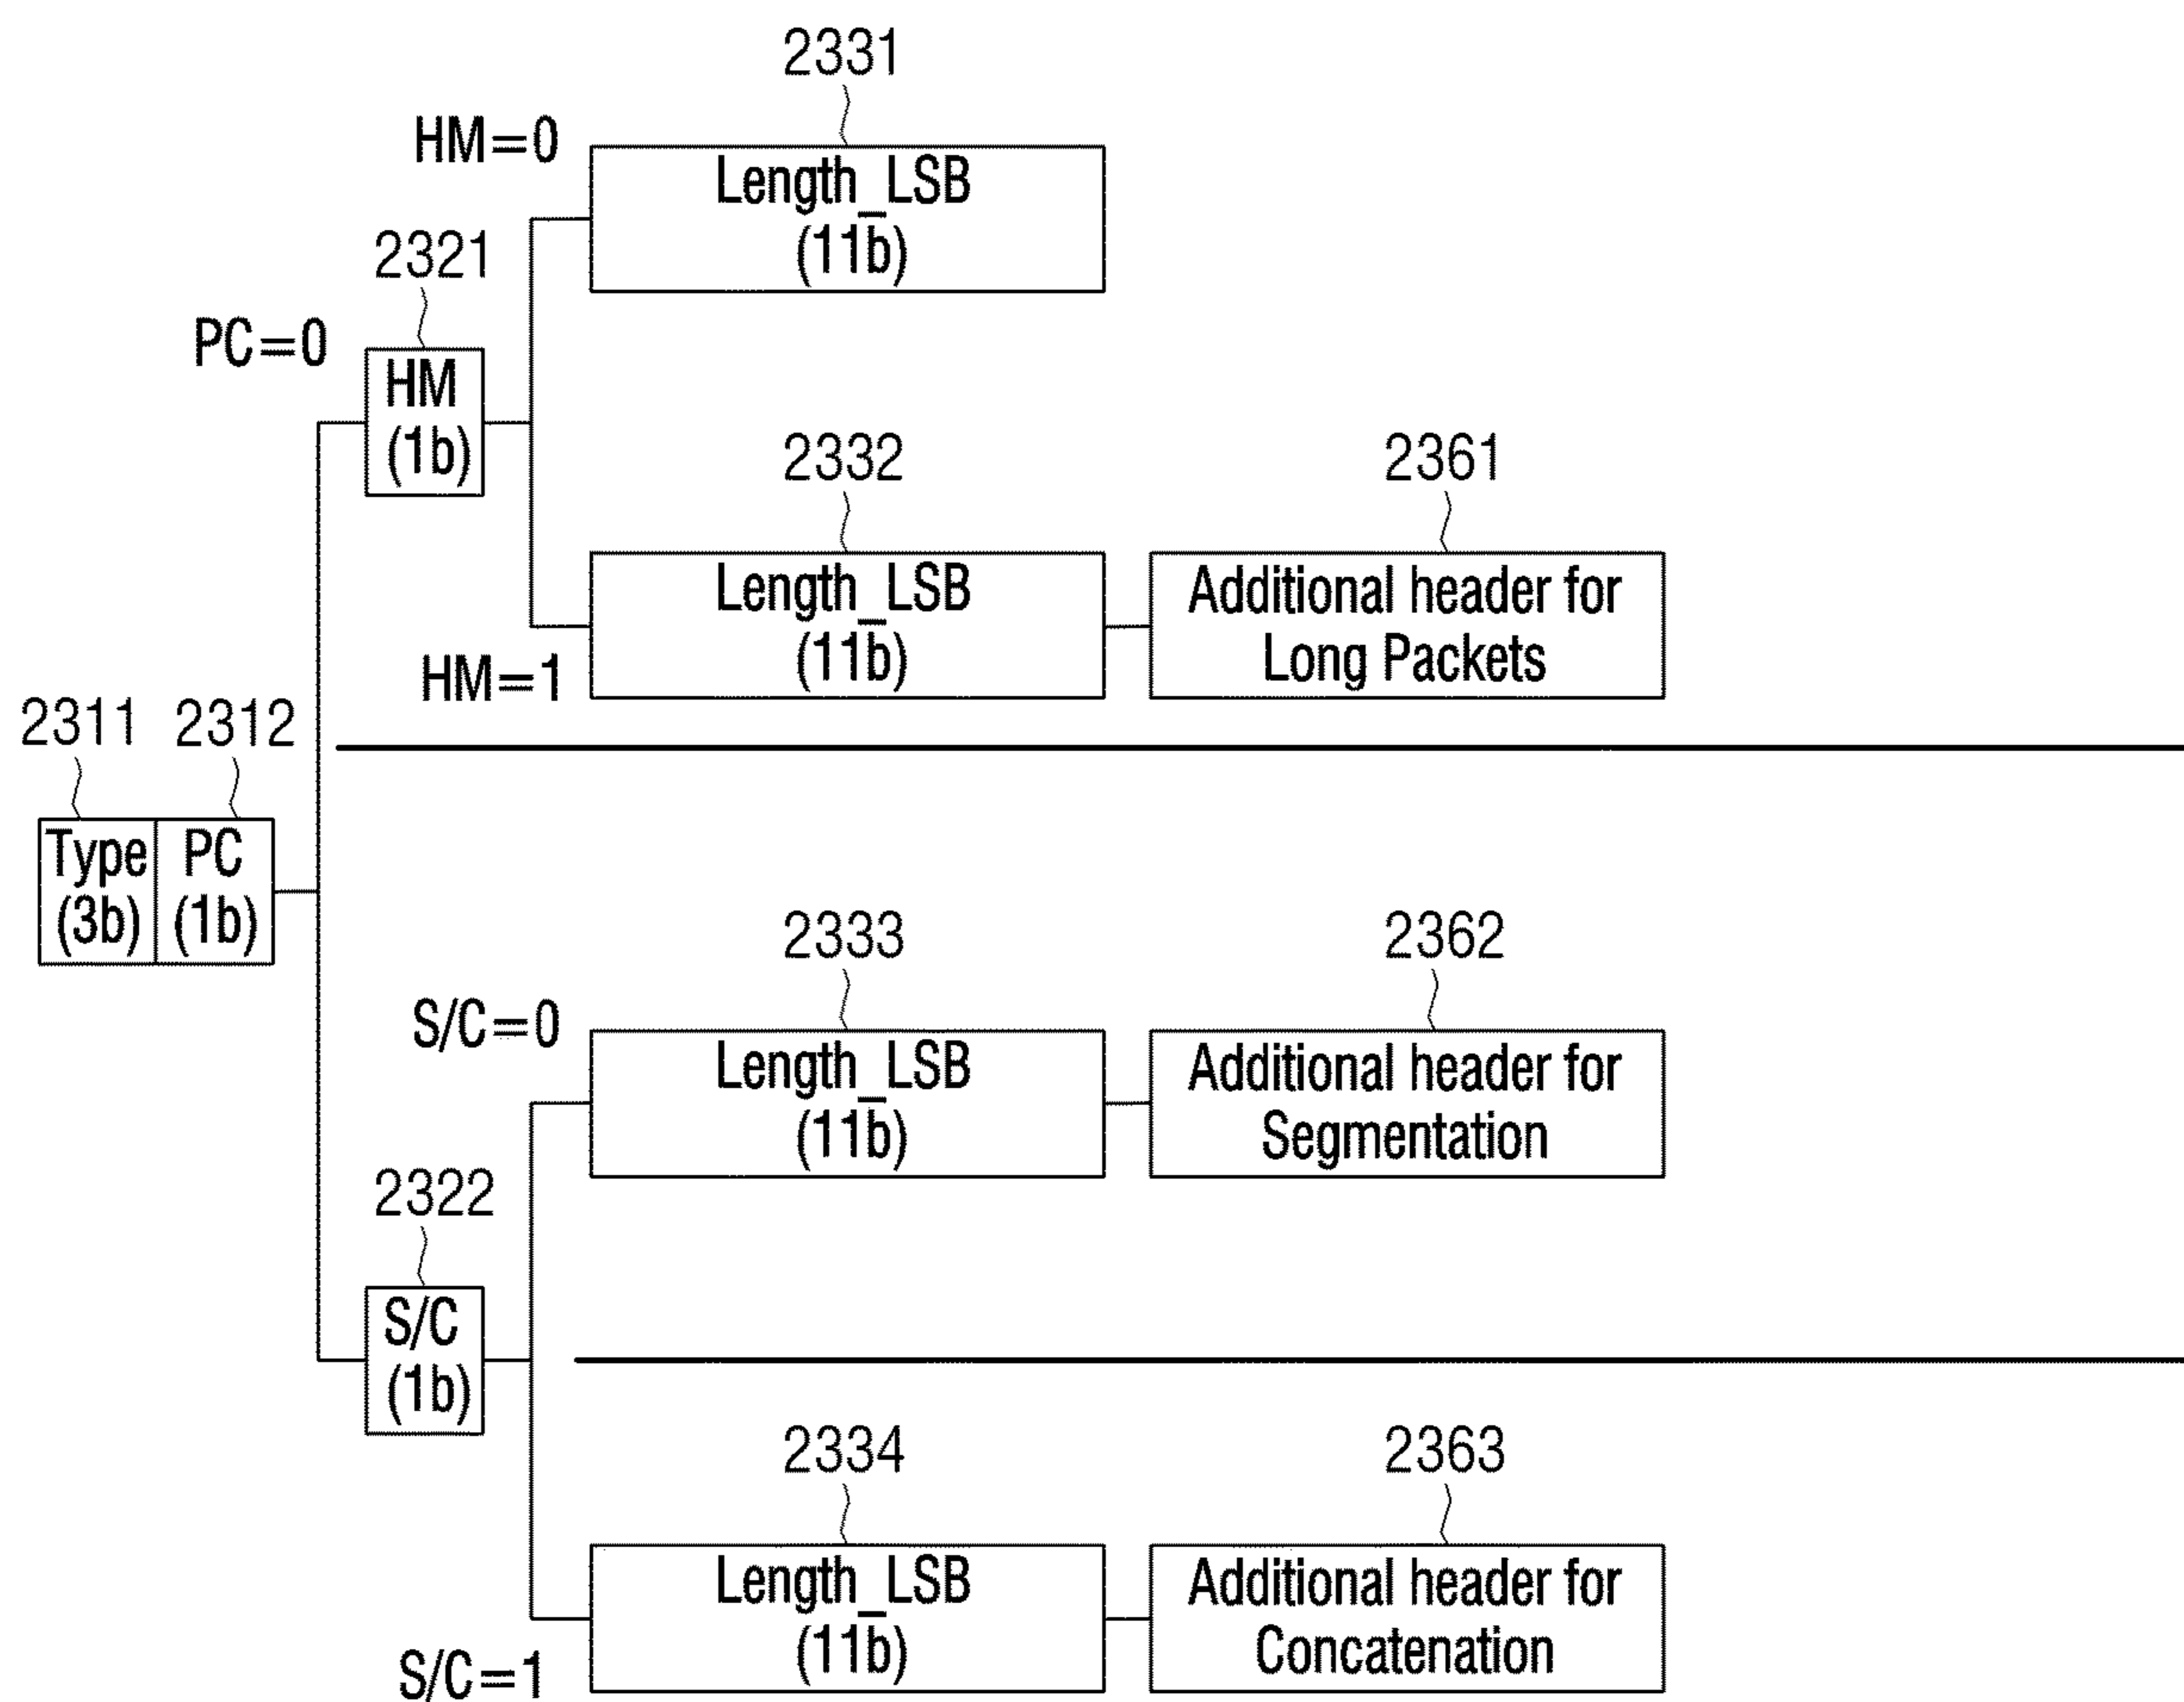 2331
HM=0
Length_LSB
(11b)
2321
PC=0
HM
(1b)
2332
2361
Length_LSB
(11b)
Additional header for
Long Packets
HM=1
2311
2312
Type
(3b)
PC
(1b)
2333
2362
S/C=0
Length_LSB
(11b)
Additional header for
Segmentation
2322
S/C
(1b)
2334
2363
Length_LSB
(11b)
Additional header for
Concatenation
S/C=1